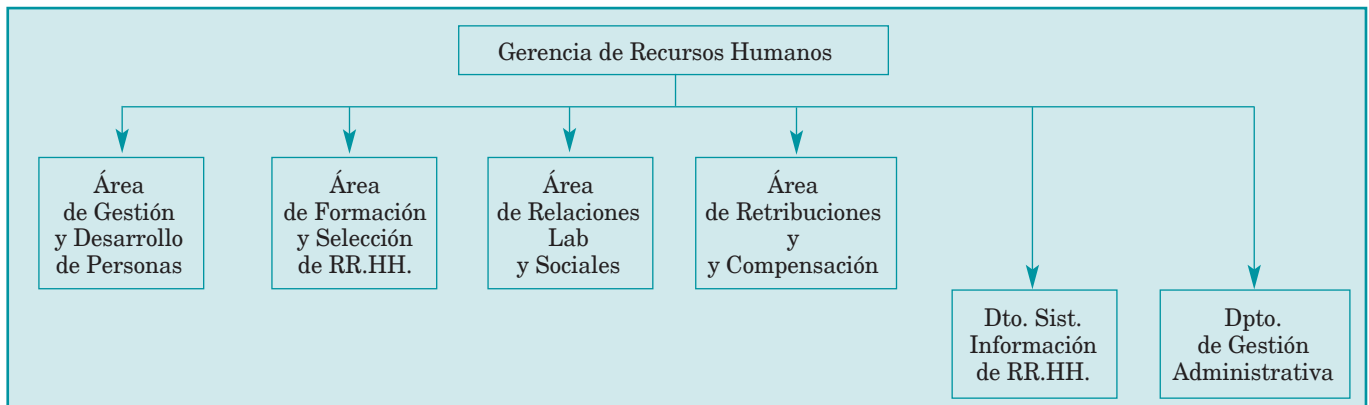 Gerencia de Recursos Humanos
Área
de Gestión
y Desarrollo
de Personas
Área
de Formación
y Selección
de RR.HH.
Área
de Relaciones
Lab
y Sociales
Área
de Retribuciones
y
y Compensación
Dto. Sist.
Información
de RR.HH.
Dpto.
de Gestión
Administrativa